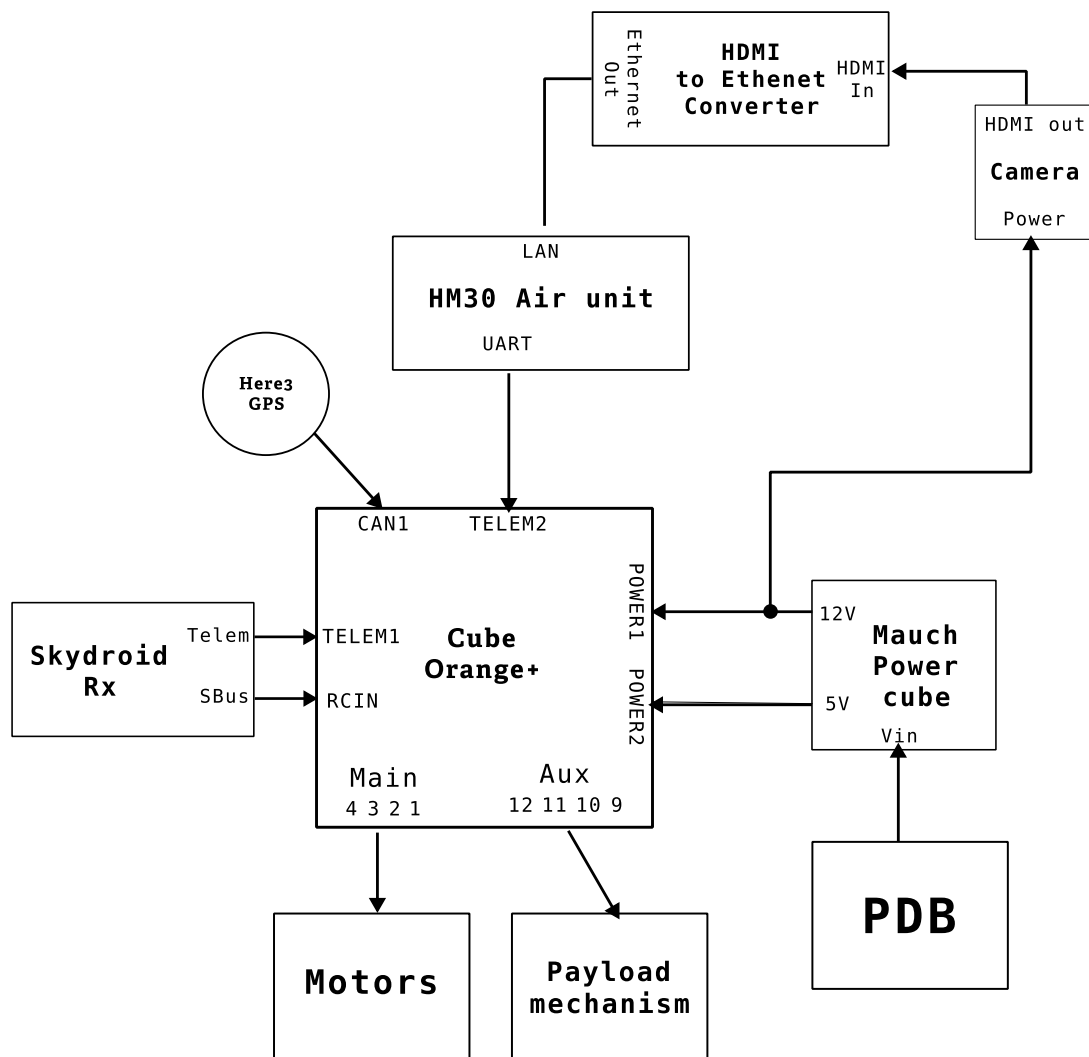 HDMI
to Ethenet
Converter
Ethernet
Out
HDMI
In
HDMI out
Camera
Power
LAN
HM30 Air unit
UART
Here3
GPS
CAN1
TELEM2
POWER1
POWER2
TELEM1
RCIN
Cube
Orange+
Main
4 3 2 1
Aux
12 11 10 9
Skydroid
Rx
Telem
SBus
12V
5V
Mauch
Power
cube
Vin
PDB
Motors
Payload
mechanism